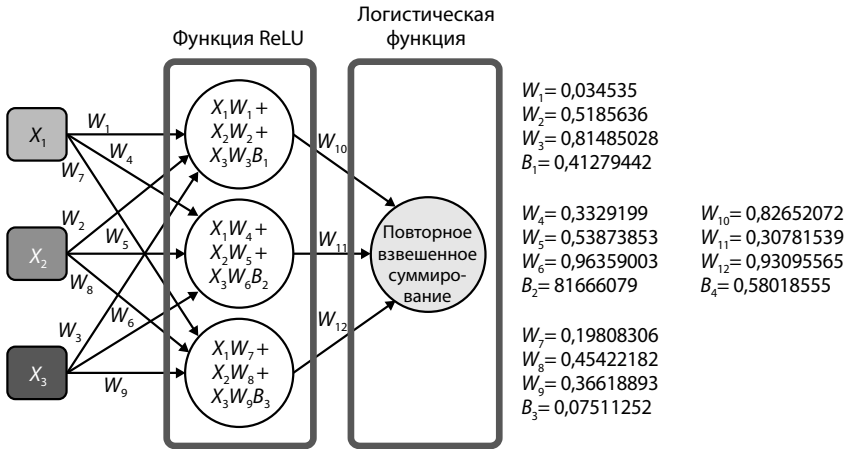 Функция ReLU
Логистическая
функция
X₁
X₂
X₃
W₁
W₄
W₇
W₂
W₅
W₈
W₃
W₆
W₉
X₁W₁ +
X₂W₂ +
X₃W₃B₁
X₁W₄ +
X₂W₅ +
X₃W₆B₂
X₁W₇ +
X₂W₈ +
X₃W₉B₃
W₁₀
W₁₁
W₁₂
Повторное
взвешенное
суммиро-
вание
W₁= 0,034535
W₂= 0,5185636
W₃= 0,81485028
B₁= 0,41279442
W₄= 0,3329199
W₅= 0,53873853
W₆= 0,96359003
B₂= 81666079
W₇= 0,19808306
W₈= 0,45422182
W₉= 0,36618893
B₃= 0,07511252
W₁₀= 0,82652072
W₁₁= 0,30781539
W₁₂= 0,93095565
B₄= 0,58018555